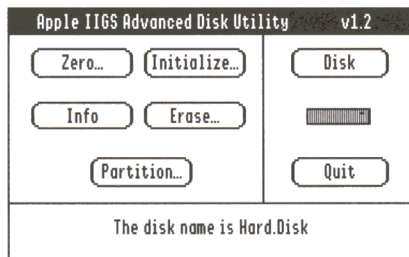 Apple IIGS Advanced Disk Utility v1.2
Zero... Initialize... Disk
Info Erase...
Partition... Quit
The disk name is Hard.Disk